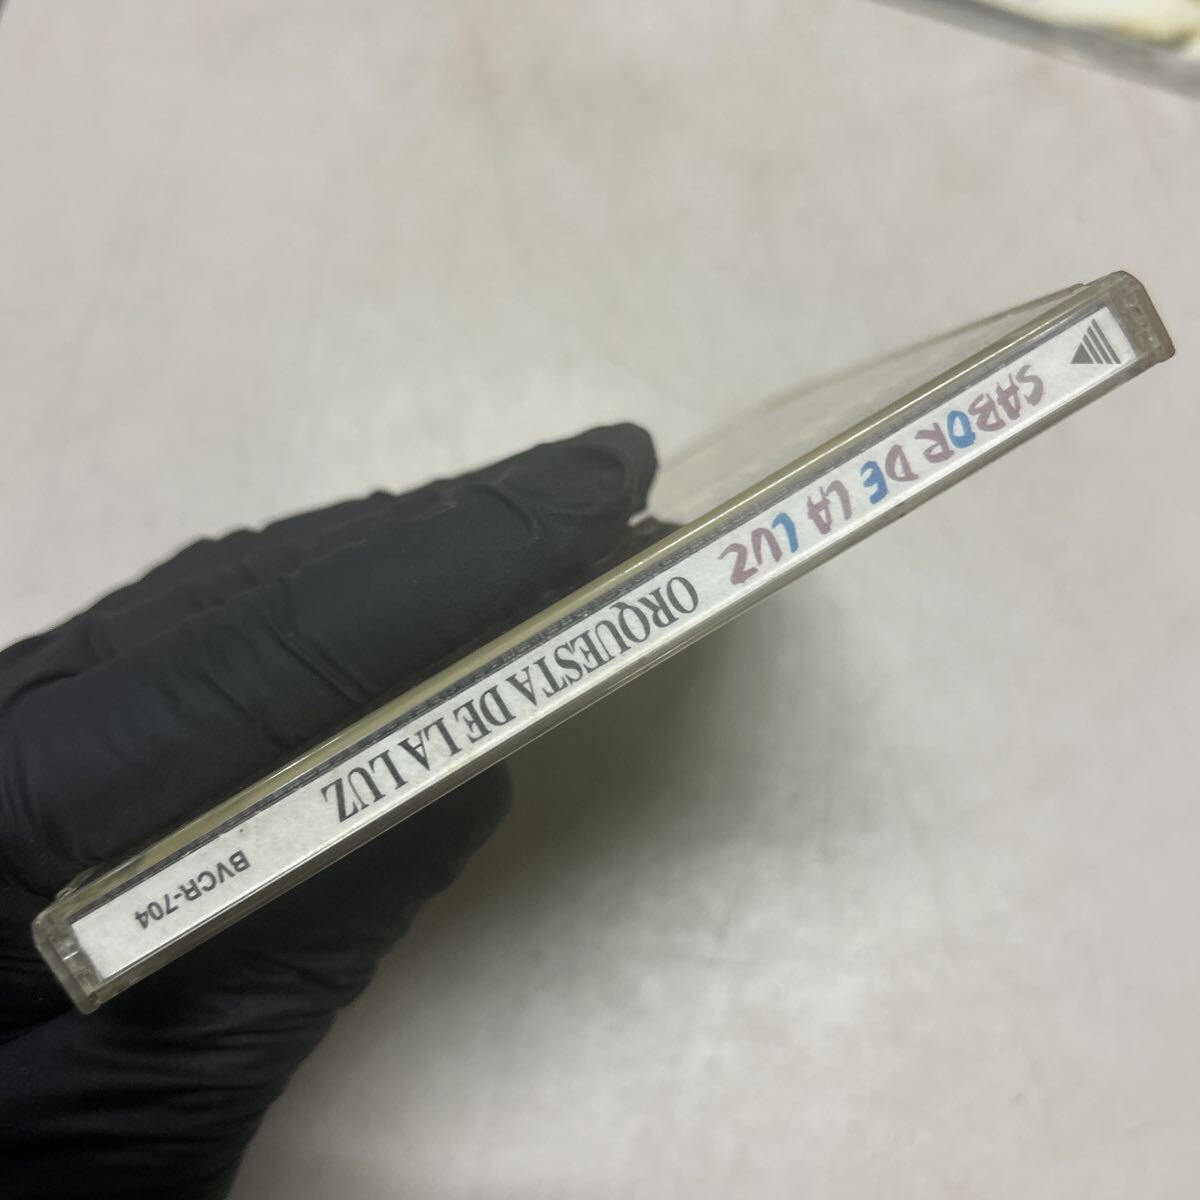 SABOR DE LA LUZ ORQUESTA DE LA LUZ BVCR-704